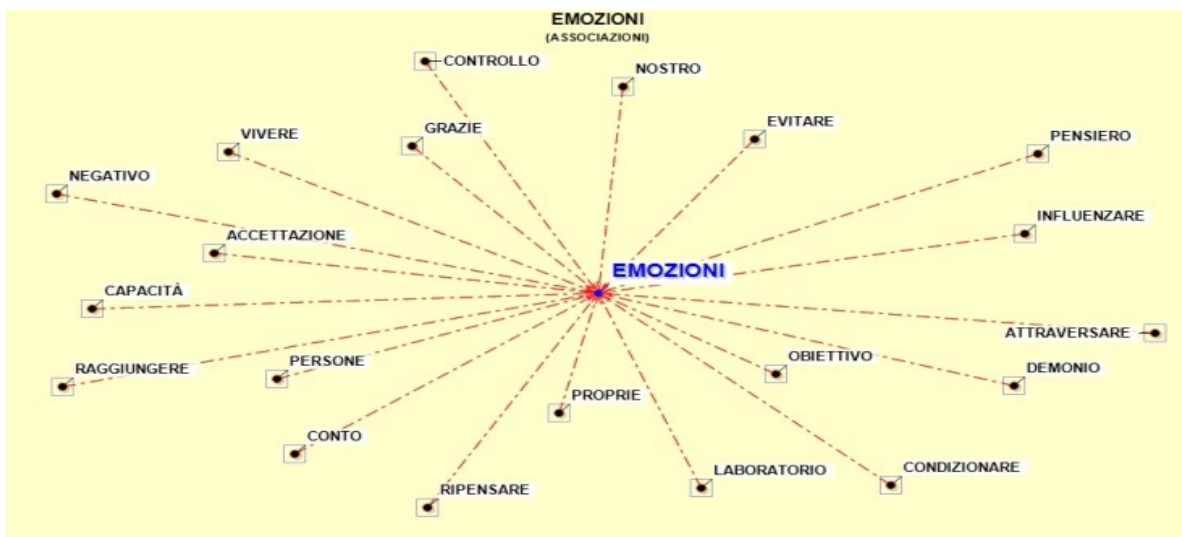 EMOZIONI
(ASSOCIAZIONI)
CONTROLLO
NOSTRO
EVITARE
GRAZIE
VIVERE
PENSIERO
NEGATIVO
INFLUENZARE
ACCETTAZIONE
EMOZIONI
CAPACITÀ
ATTRAVERSARE
OBIETTIVO
PERSONE
RAGGIUNGERE
DEMONIO
PROPRIE
CONTO
CONDIZIONARE
LABORATORIO
RIPENSARE